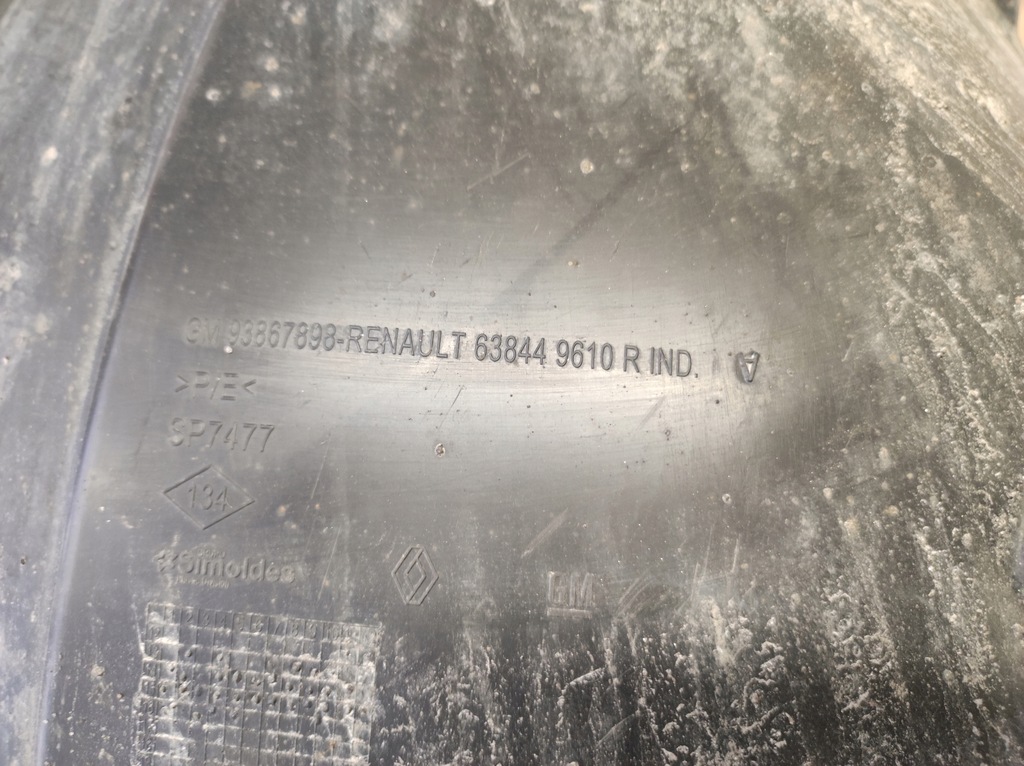 GM 93867898-RENAULT 63844 9610 R IND. A
>P/E<
SP7477
134
Simoldes
GM